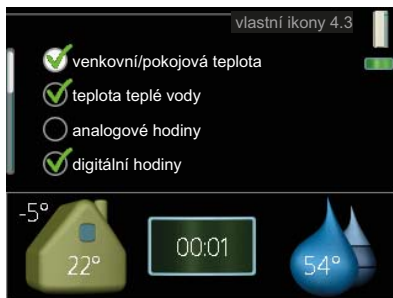 vlastní ikony 4.3
venkovní/pokojová teplota
teplota teplé vody
analogové hodiny
digitální hodiny
-5°
22°
00:01
54°